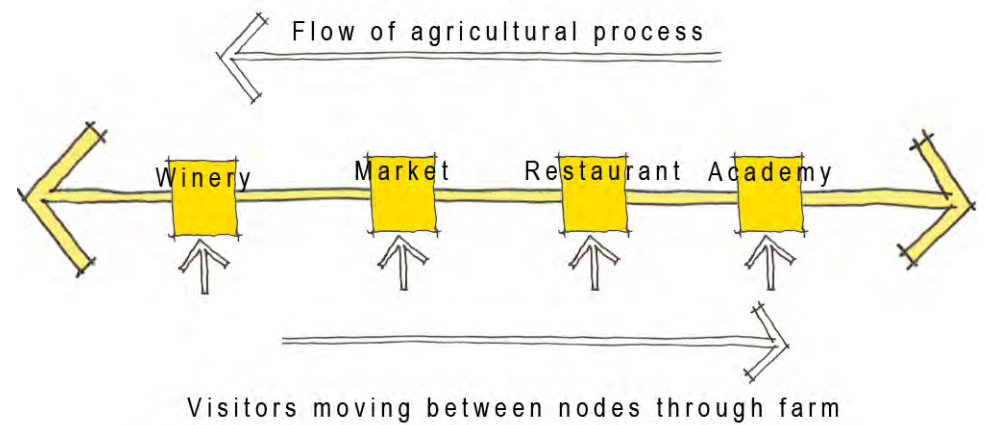 Flow of agricultural process
Winery Market Restaurant Academy
Visitors moving between nodes through farm